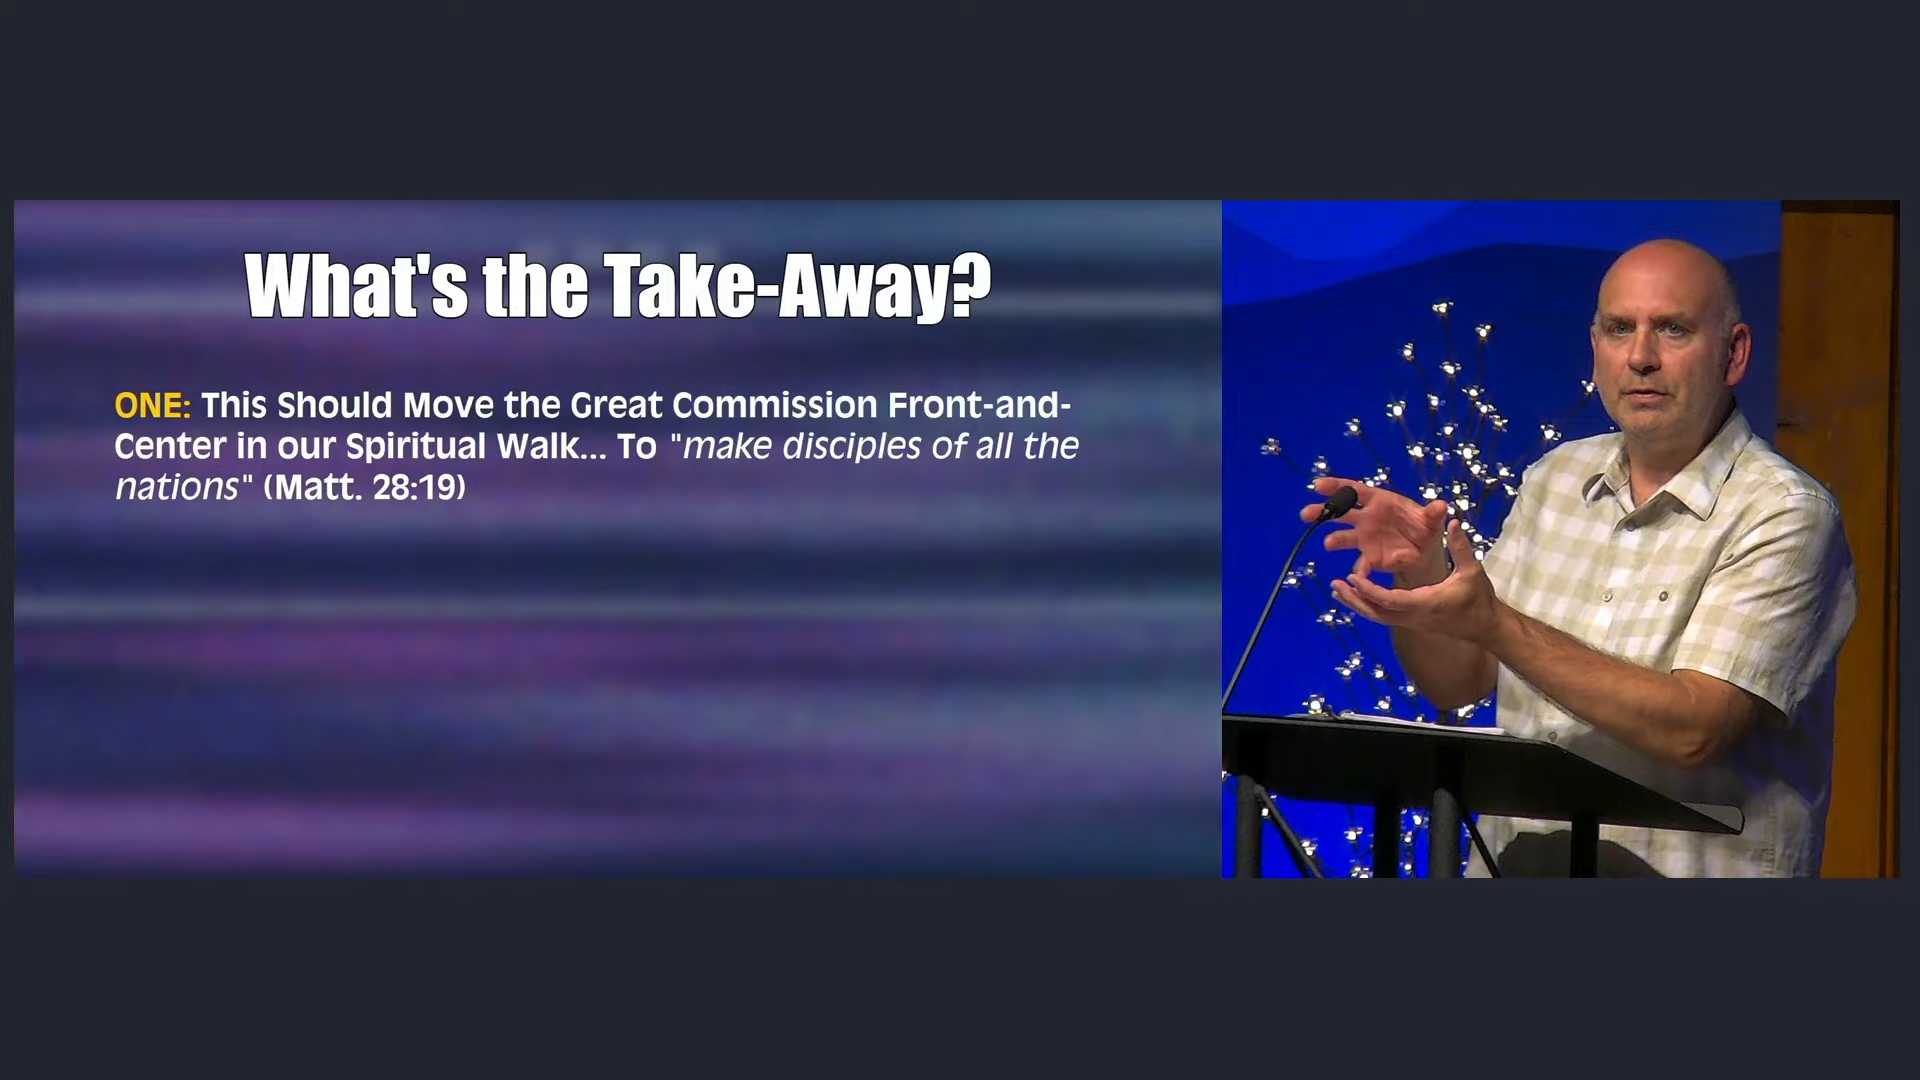 What's the Take-Away?
ONE: This Should Move the Great Commission Front-and-
Center in our Spiritual Walk... To "make disciples of all the
nations" (Matt. 28:19)